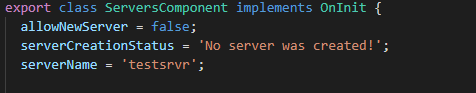 export class ServersComponent implements OnInit {
allowNewServer = false;
serverCreationStatus = 'No server was created!';
serverName = 'testsrvr';